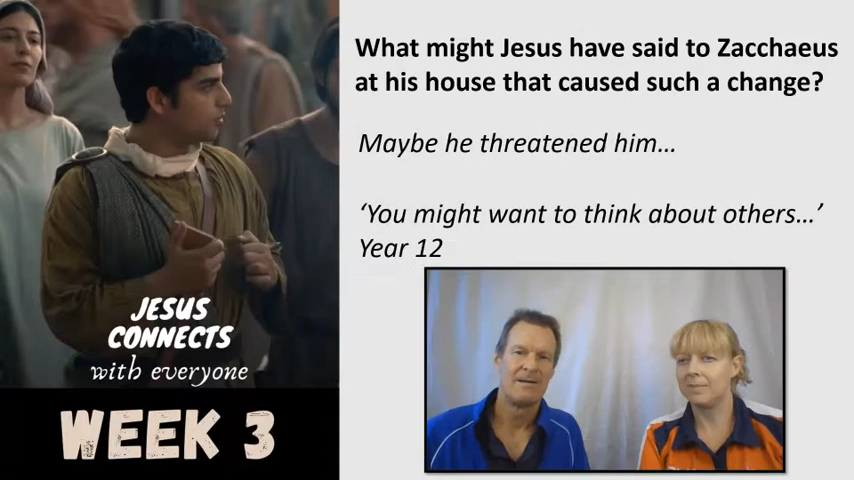 What might Jesus have said to Zacchaeus
at his house that caused such a change?
Maybe he threatened him...
‘You might want to think about others...’
Year 12
JESUS
CONNECTS
with everyone
WEEK 3